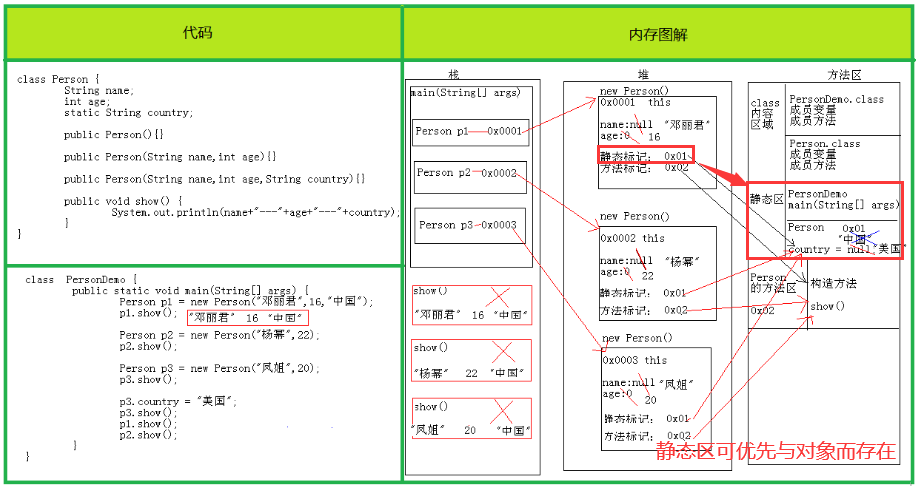 代码
内存图解
class Person {
String name;
int age;
static String country;
public Person(){}
public Person(String name,int age){}
public Person(String name,int age,String country){}
public void show() {
System.out.println(name+"---"+age+"---"+country);
}
}
class PersonDemo {
public static void main(String[] args) {
Person p1 = new Person("邓丽君",16,"中国");
p1.show();
"邓丽君" 16 "中国"
Person p2 = new Person("杨幂",22);
p2.show();
Person p3 = new Person("凤姐",20);
p3.show();
p3.country = "美国";
p3.show();
p1.show();
p2.show();
}
}
栈
main(String[] args)
Person p1 0x0001
Person p2 0x0002
Person p3 0x0003
show()
"邓丽君" 16 "中国"
show()
"杨幂" 22 "中国"
show()
"凤姐" 20 "中国"
堆
new Person()
0x0001 this
name:null "邓丽君"
age:0 16
静态标记: 0x01
方法标记: 0x02
new Person()
0x0002 this
name:null "杨幂"
age:0
22
静态标记: 0x01
方法标记: 0x02
new Person()
0x0003 this
name:null "凤姐"
age:0
20
静态标记: 0x01
方法标记: 0x02
方法区
class
内容
区域
PersonDemo.class
成员变量
成员方法
Person.class
成员变量
成员方法
静态区
PersonDemo
main(String[] args)
Person 0x01
"中国"
country = null "美国"
Person
的方法区
0x02
构造方法
show()
静态区可优先与对象而存在